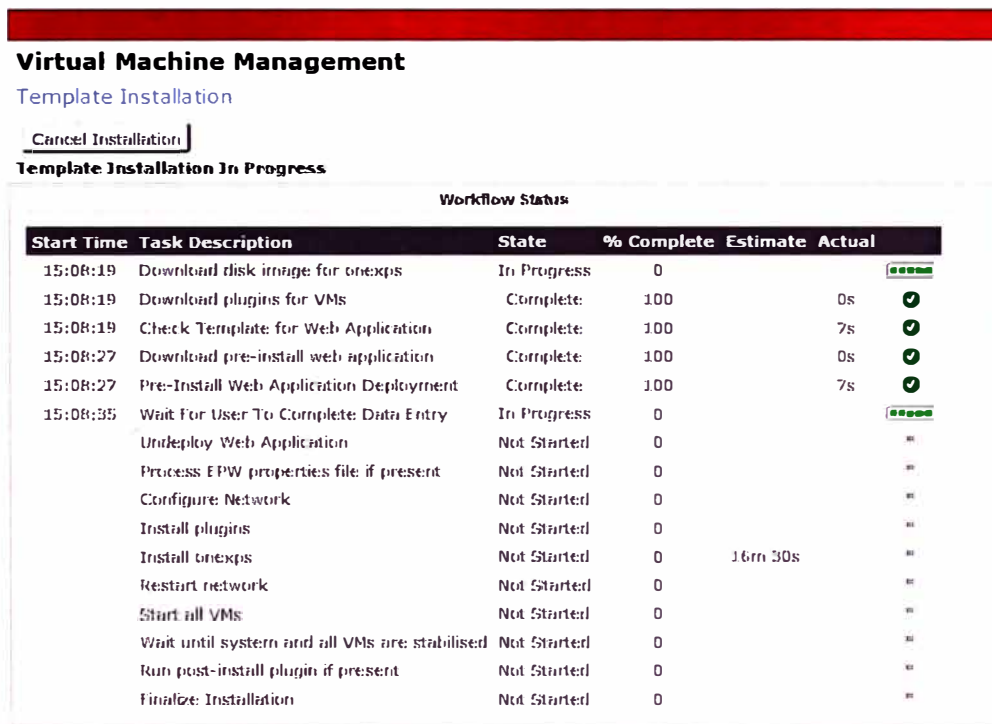 Virtual Machine Management
Template Installation
Cancel Installation
Template Installation In Progress
Workflow Status
Start Time Task Description State % Complete Estimate Actual
15:08:19 Download disk image for onexps In Progress 0
15:08:19 Download plugins for VMs Complete 100 0s
15:08:19 Check Template for Web Application Complete 100 7s
15:08:27 Download pre-install web application Complete 100 0s
15:08:27 Pre-Install Web Application Deployment Complete 100 7s
15:08:35 Wait For User To Complete Data Entry In Progress 0
Undeploy Web Application Not Started 0
Process EPW properties file if present Not Started 0
Configure Network Not Started 0
Install plugins Not Started 0
Install onexps Not Started 0 16m 30s
Restart network Not Started 0
Start all VMs Not Started 0
Wait until system and all VMs are stabilised Not Started 0
Run post-install plugin if present Not Started 0
Finalize Installation Not Started 0